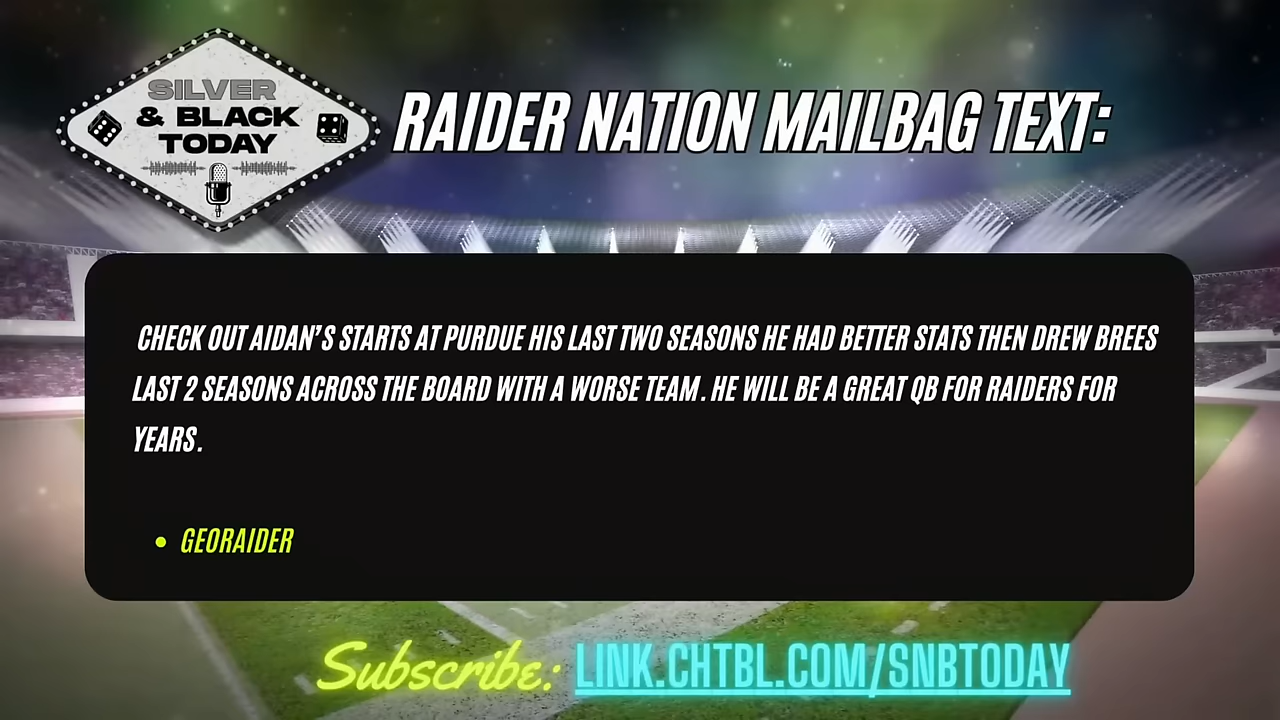 SILVER
& BLACK
TODAY
RAIDER NATION MAILBAG TEXT:
CHECK OUT AIDAN'S STARTS AT PURDUE HIS LAST TWO SEASONS HE HAD BETTER STATS THEN DREW BREES
LAST 2 SEASONS ACROSS THE BOARD WITH A WORSE TEAM. HE WILL BE A GREAT QB FOR RAIDERS FOR
YEARS.
• GEORAIDER
Subscribe: LINK.CHTBL.COM/SNBTODAY